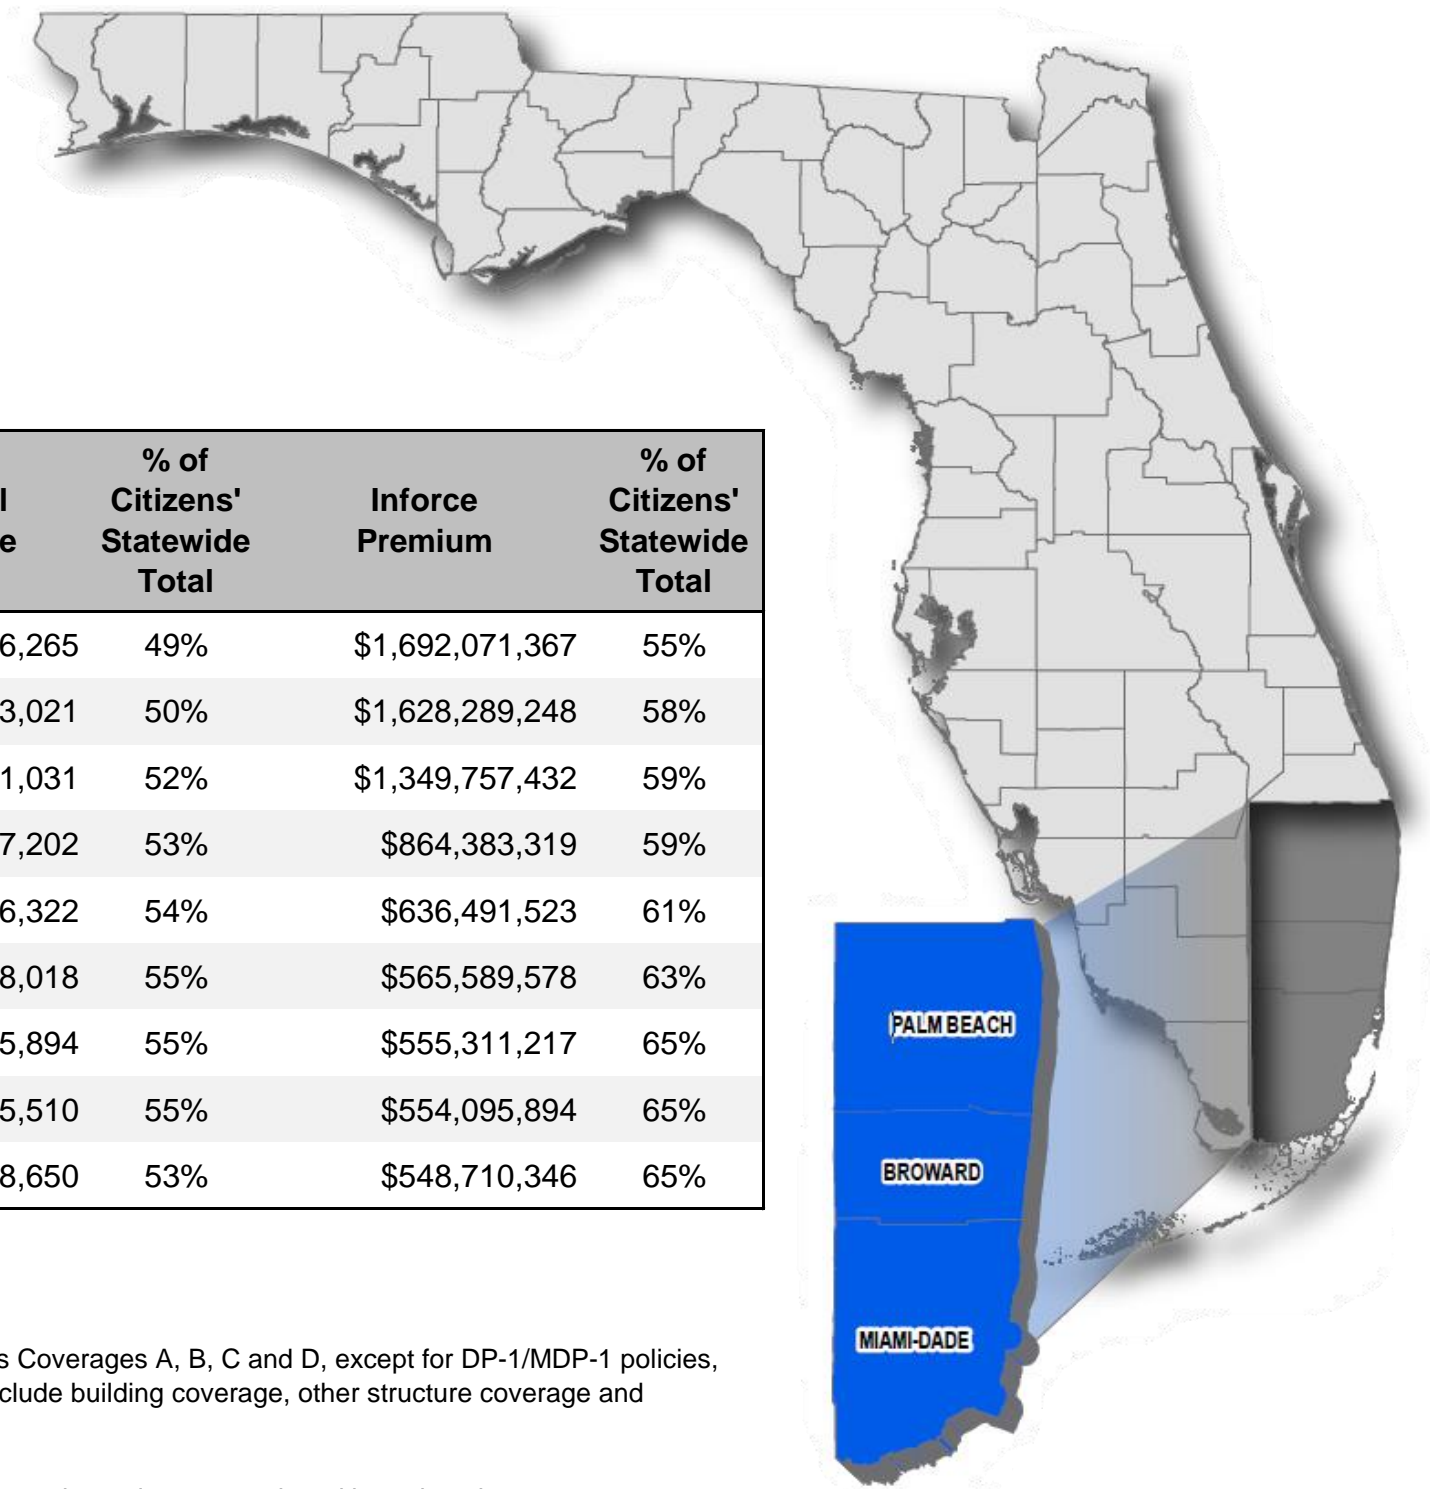 l % of Inforce % of
e Citizens' Premium Citizens'
Statewide Statewide
Total Total
6,265 49% $1,692,071,367 55%
3,021 50% $1,628,289,248 58%
1,031 52% $1,349,757,432 59%
7,202 53% $864,383,319 59%
6,322 54% $636,491,523 61%
8,018 55% $565,589,578 63%
5,894 55% $555,311,217 65%
5,510 55% $554,095,894 65%
8,650 53% $548,710,346 65%
PALM BEACH
BROWARD
MIAMI-DADE
s Coverages A, B, C and D, except for DP-1/MDP-1 policies,
clude building coverage, other structure coverage and